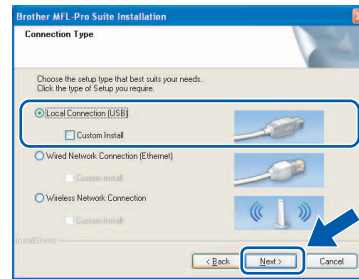 Brother MFL-Pro Suite Installation
Connection Type
Choose the setup type that best suits your needs.
Click the type of Setup you require.
Local Connection (USB)
Custom Install
Wired Network Connection (Ethernet)
Custom Install
Wireless Network Connection
Custom Install
InstallShield
< Back Next > Cancel